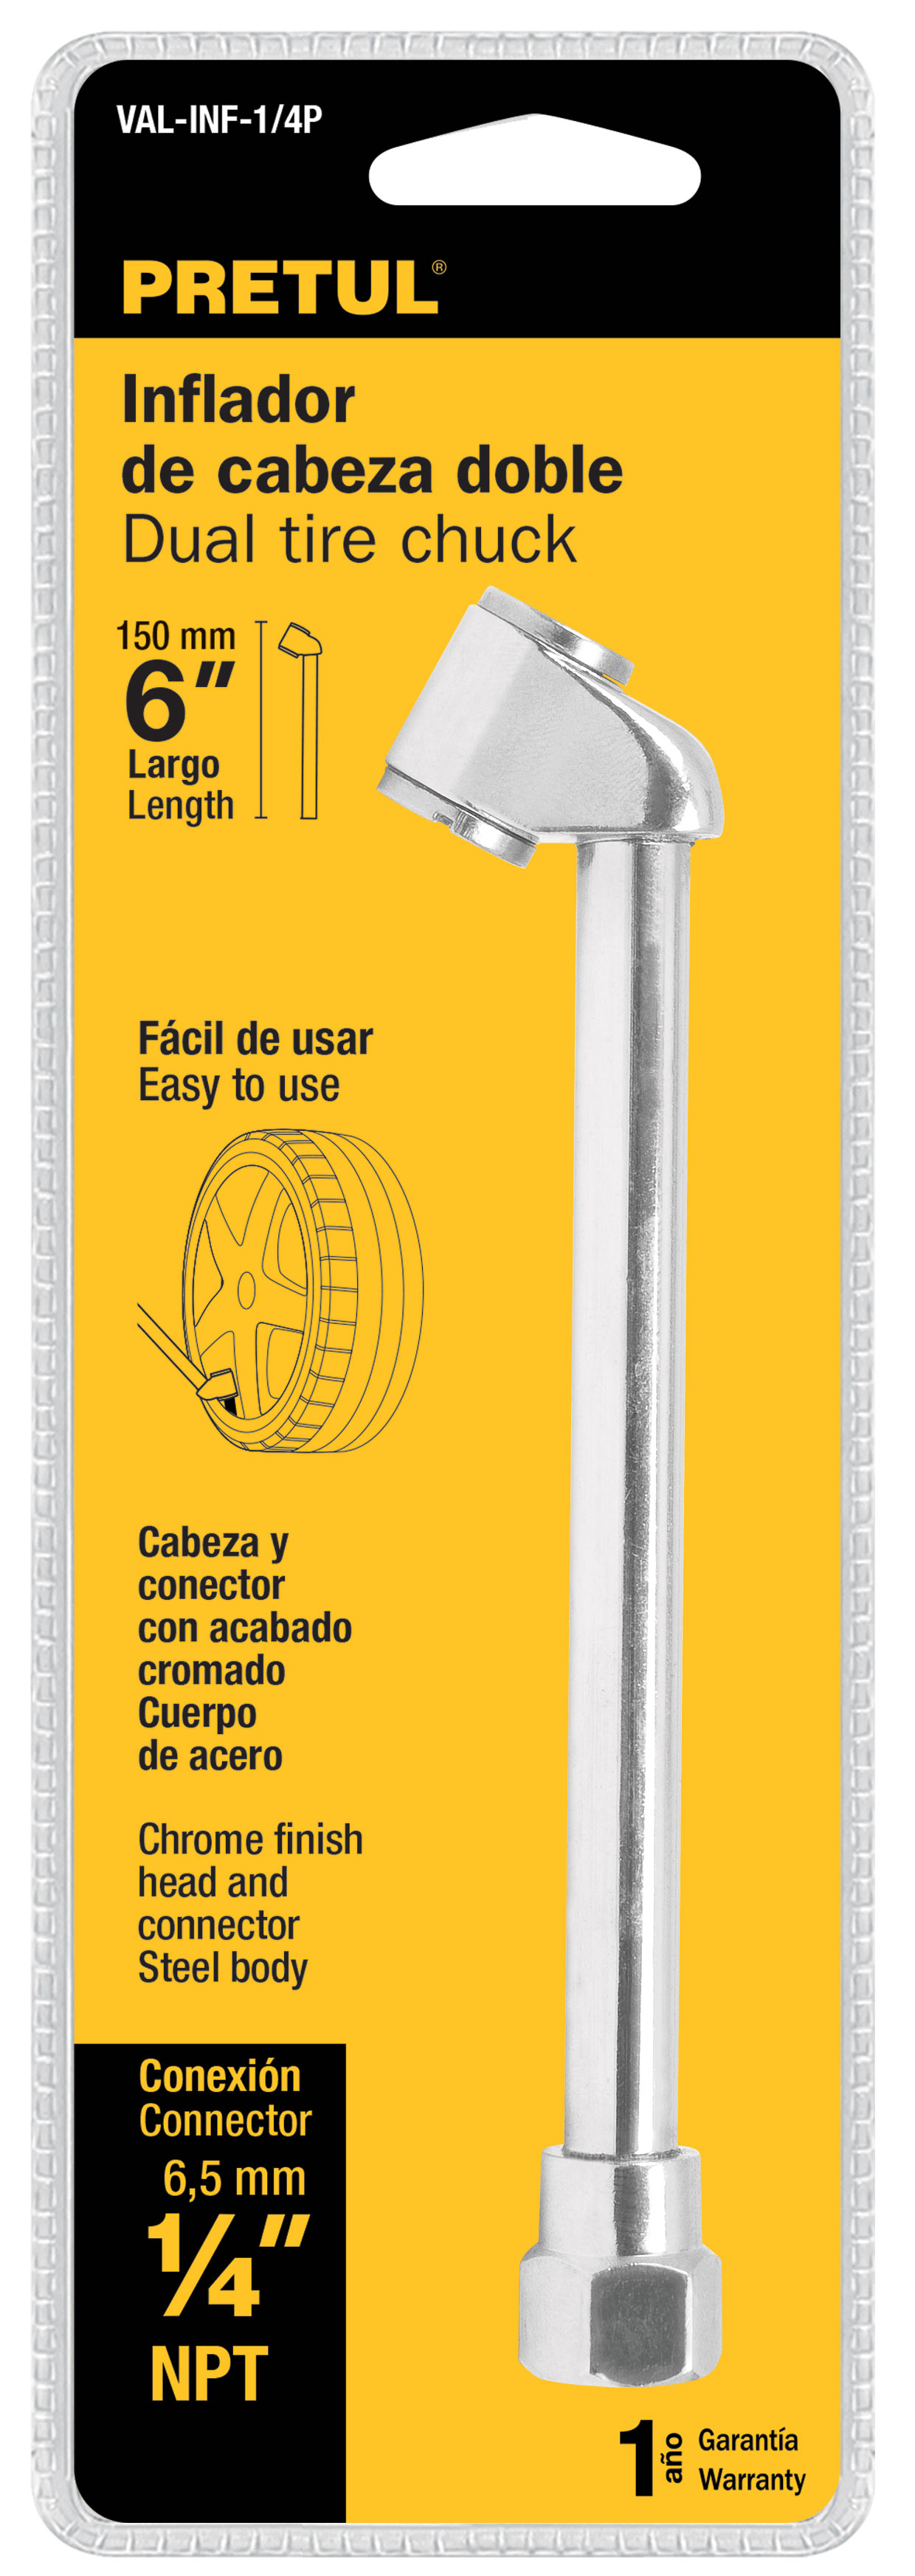 VAL-INF-1/4P
PRETUL®
Inflador
de cabeza doble
Dual tire chuck
150 mm
6"
Largo
Length
Fácil de usar
Easy to use
Cabeza y
conector
con acabado
cromado
Cuerpo
de acero
Chrome finish
head and
connector
Steel body
Conexión
Connector
6,5 mm
1/4"
NPT
1 año
Garantía
Warranty